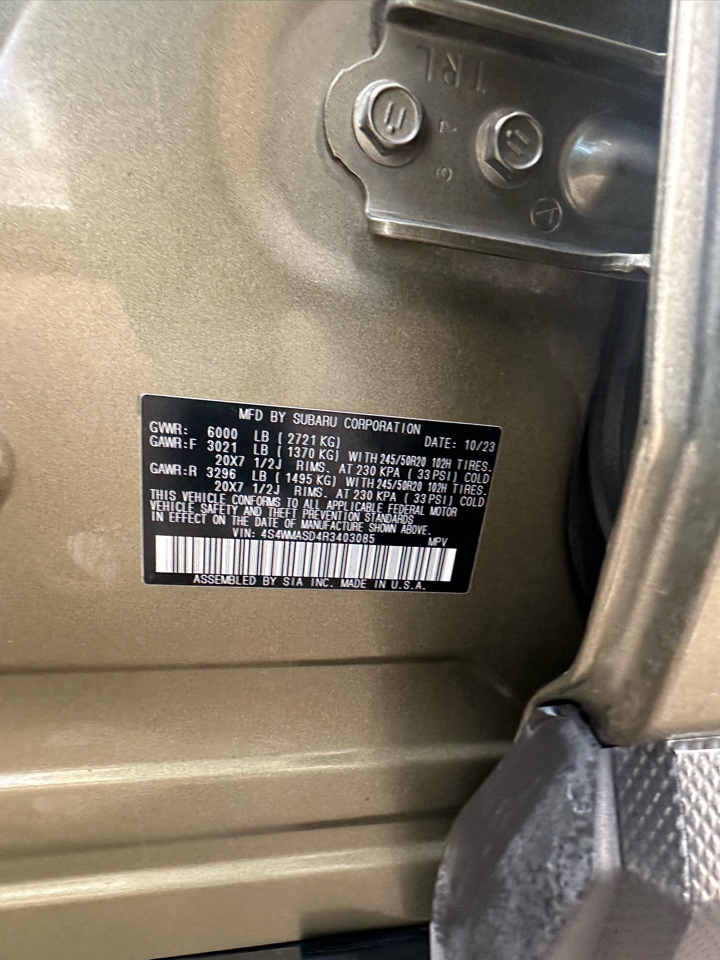 TRL
MFD BY SUBARU CORPORATION
GVWR: 6000 LB ( 2721 KG) DATE: 10/23
GAWR:F 3021 LB ( 1370 KG) WITH 245/50R20 102H TIRES.
20X7 1/2J RIMS. AT 230 KPA ( 33 PSI) COLD
GAWR:R 3296 LB ( 1495 KG) WITH 245/50R20 102H TIRES.
20X7 1/2J RIMS. AT 230 KPA ( 33 PSI) COLD
THIS VEHICLE CONFORMS TO ALL APPLICABLE FEDERAL MOTOR
VEHICLE SAFETY AND THEFT PREVENTION STANDARDS
IN EFFECT ON THE DATE OF MANUFACTURE SHOWN ABOVE.
VIN: 4S4WMASD4R3403085 MPV
ASSEMBLED BY SIA INC. MADE IN U.S.A.